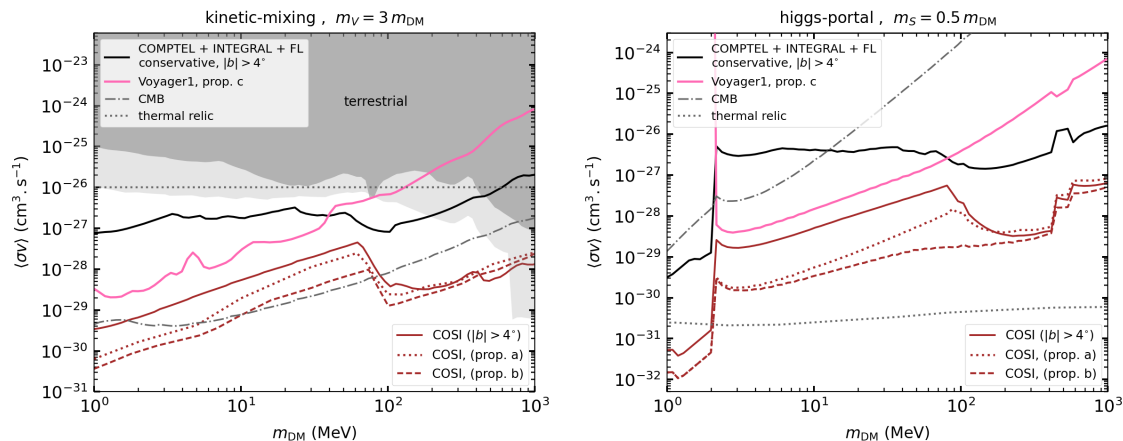 kinetic-mixing ,  m_V = 3 m_DM
COMPTEL + INTEGRAL + FL
conservative, |b| > 4°
Voyager1, prop. c
CMB
thermal relic
terrestrial
COSI (|b| > 4°)
COSI, (prop. a)
COSI, (prop. b)
10⁻²³
10⁻²⁴
10⁻²⁵
10⁻²⁶
10⁻²⁷
10⁻²⁸
10⁻²⁹
10⁻³⁰
10⁻³¹
⟨σv⟩ (cm³. s⁻¹)
10⁰ 10¹ 10² 10³
m_DM (MeV)
higgs-portal ,  m_S = 0.5 m_DM
COMPTEL + INTEGRAL + FL
conservative, |b| > 4°
Voyager1, prop. c
CMB
thermal relic
COSI (|b| > 4°)
COSI, (prop. a)
COSI, (prop. b)
10⁻²⁴
10⁻²⁵
10⁻²⁶
10⁻²⁷
10⁻²⁸
10⁻²⁹
10⁻³⁰
10⁻³¹
10⁻³²
⟨σv⟩ (cm³. s⁻¹)
10⁰ 10¹ 10² 10³
m_DM (MeV)